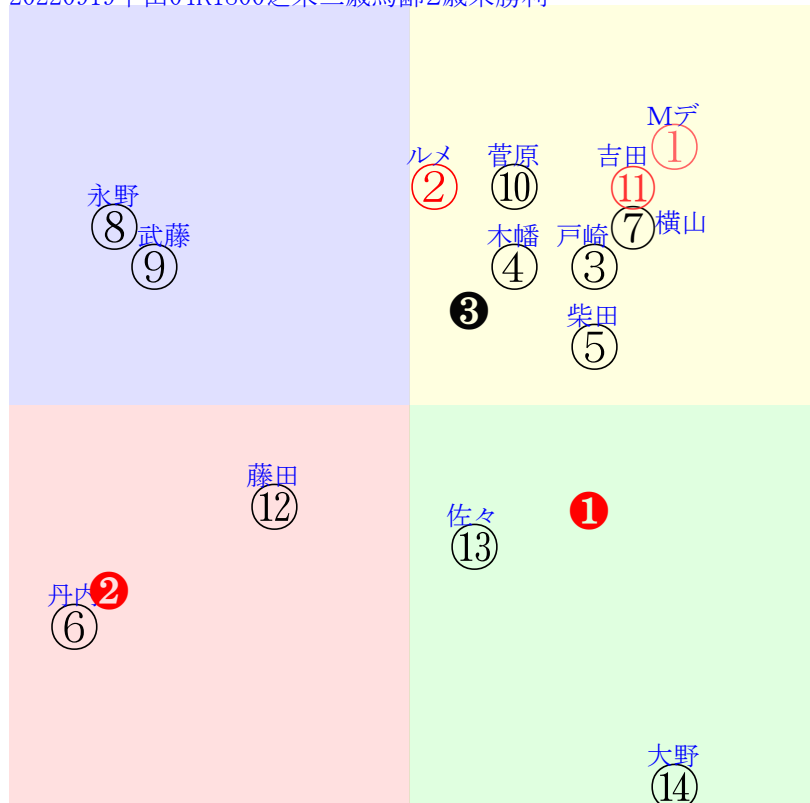 Mデ
①
ルメ
②
菅原
⑩
吉田
⑪
永野
⑧
武藤
⑨
木幡
④
戸崎
③
⑦
横山
❸
柴田
⑤
藤田
⑫
佐々
⑬
❶
丹内
❷
⑥
大野
⑭